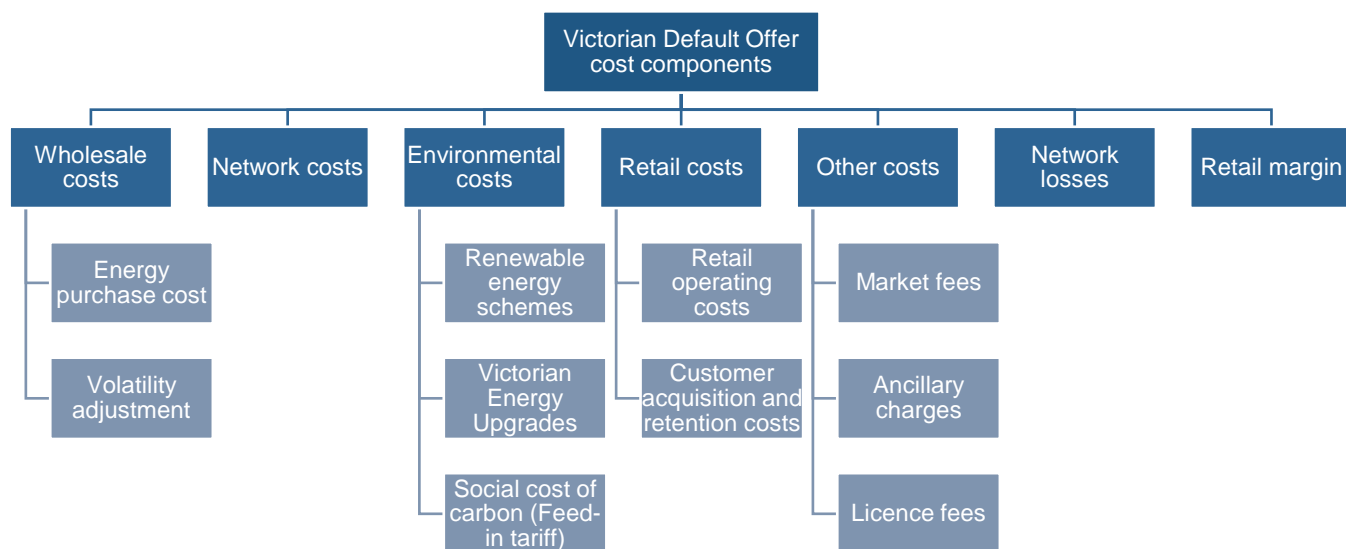 Victorian Default Offer
cost components
Wholesale
costs
Network costs
Environmental
costs
Retail costs
Other costs
Network
losses
Retail margin
Energy
purchase cost
Volatility
adjustment
Renewable
energy
schemes
Victorian
Energy
Upgrades
Social cost of
carbon (Feed-
in tariff)
Retail
operating
costs
Customer
acquisition and
retention costs
Market fees
Ancillary
charges
Licence fees